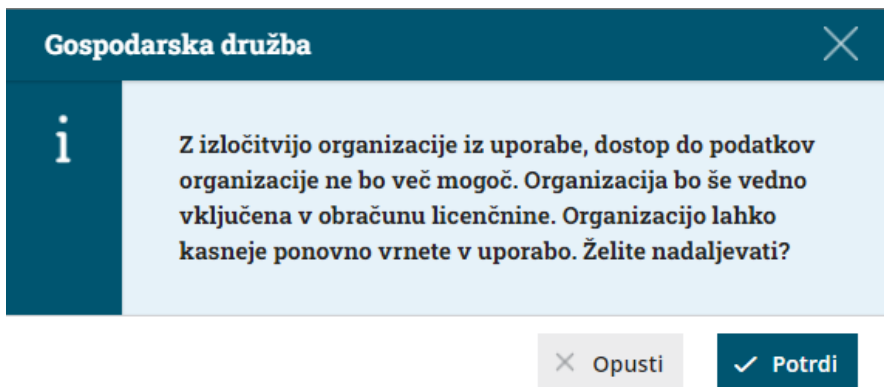 Gospodarska družba
i
Z izločitvijo organizacije iz uporabe, dostop do podatkov
organizacije ne bo več mogoč. Organizacija bo še vedno
vključena v obračunu licenčnine. Organizacijo lahko
kasneje ponovno vrnete v uporabo. Želite nadaljevati?
Opusti
Potrdi